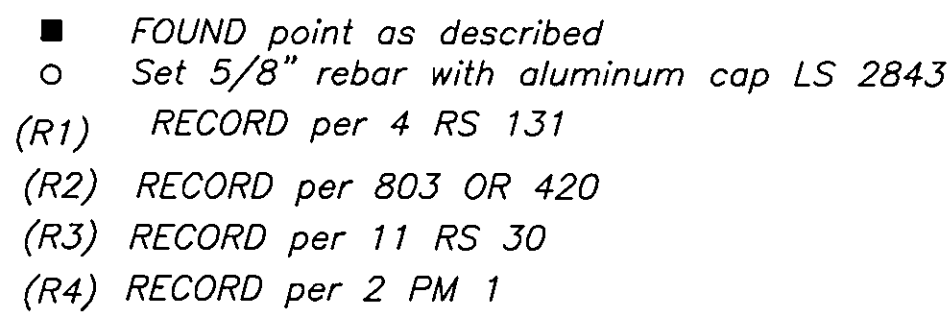 ■ FOUND point as described
○ Set 5/8" rebar with aluminum cap LS 2843
(R1) RECORD per 4 RS 131
(R2) RECORD per 803 OR 420
(R3) RECORD per 11 RS 30
(R4) RECORD per 2 PM 1